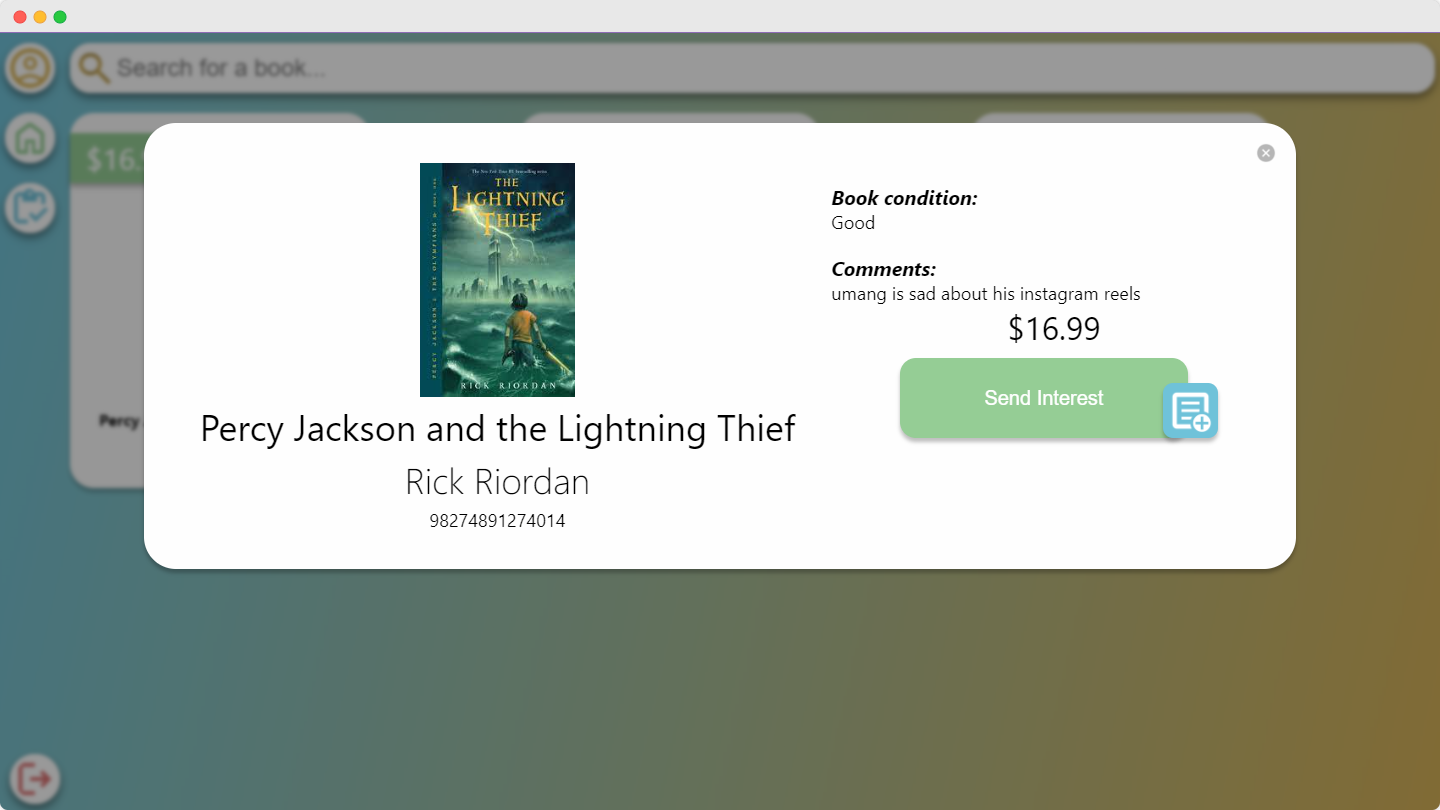 Search for a book...
$16.
The New York Times #1 bestselling series
THE
LIGHTNING
THIEF
PERCY JACKSON & THE OLYMPIANS
RICK RIORDAN
Percy Jackson and the Lightning Thief
Rick Riordan
98274891274014
Book condition:
Good
Comments:
umang is sad about his instagram reels
$16.99
Send Interest
Percy